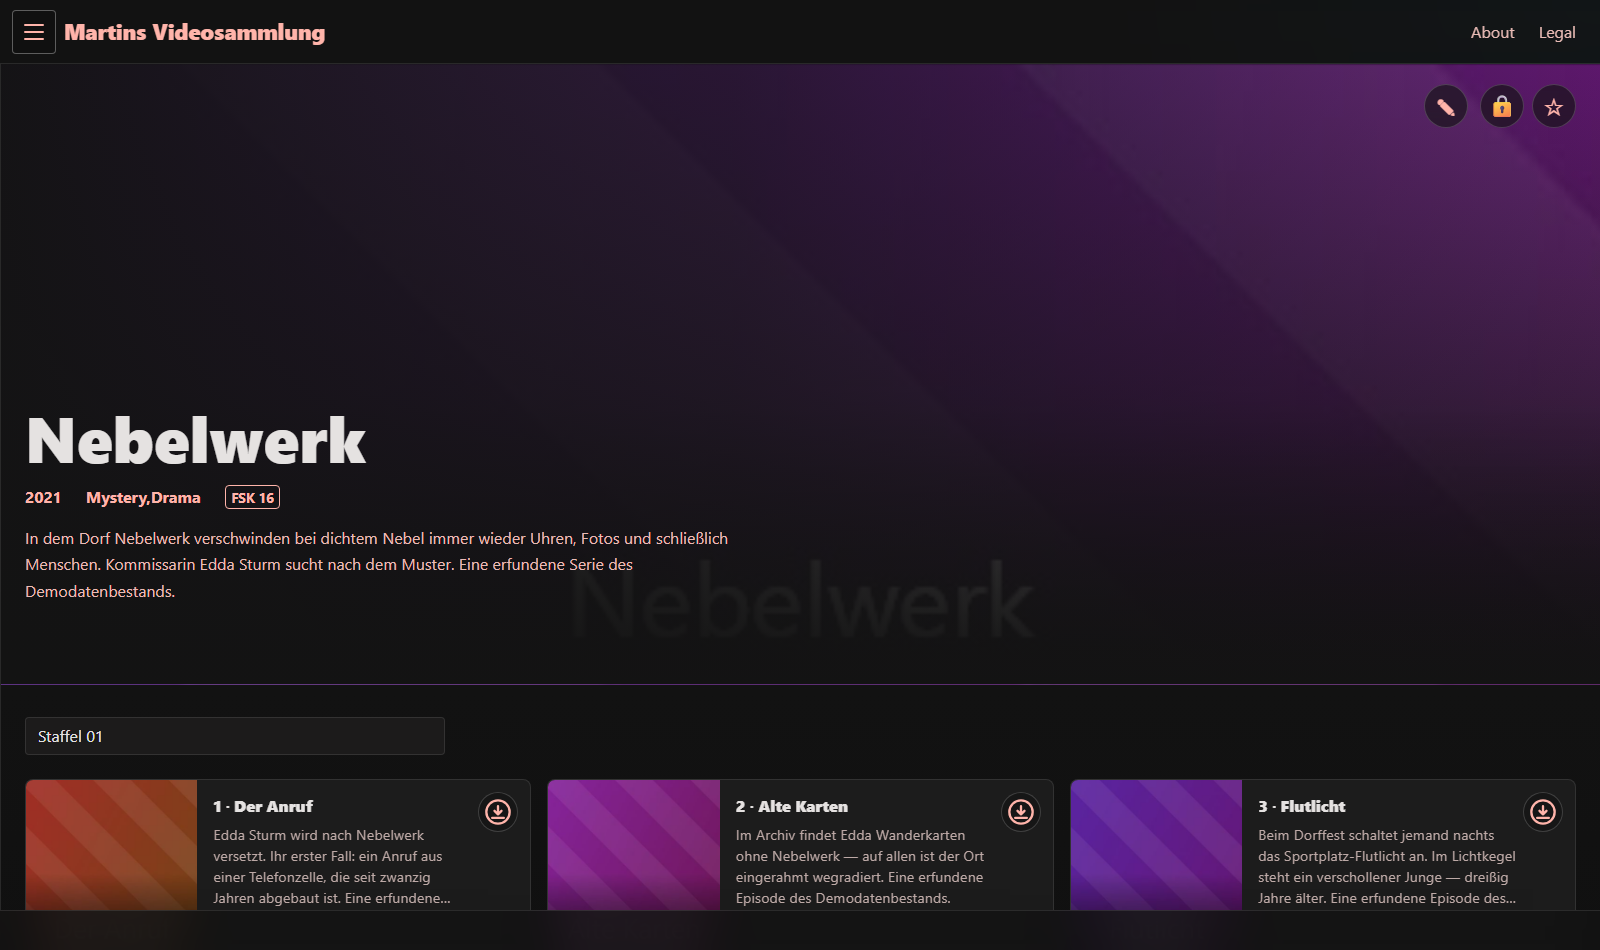 Martins Videosammlung
About
Legal
Nebelwerk
2021 Mystery,Drama FSK 16
In dem Dorf Nebelwerk verschwinden bei dichtem Nebel immer wieder Uhren, Fotos und schließlich
Menschen. Kommissarin Edda Sturm sucht nach dem Muster. Eine erfundene Serie des
Demodatenbestands.
Nebelwerk
Staffel 01
1 · Der Anruf
Edda Sturm wird nach Nebelwerk
versetzt. Ihr erster Fall: ein Anruf aus
einer Telefonzelle, die seit zwanzig
Jahren abgebaut ist. Eine erfundene...
2 · Alte Karten
Im Archiv findet Edda Wanderkarten
ohne Nebelwerk — auf allen ist der Ort
eingerahmt wegradiert. Eine erfundene
Episode des Demodatenbestands.
3 · Flutlicht
Beim Dorffest schaltet jemand nachts
das Sportplatz-Flutlicht an. Im Lichtkegel
steht ein verschollener Junge — dreißig
Jahre älter. Eine erfundene Episode des...